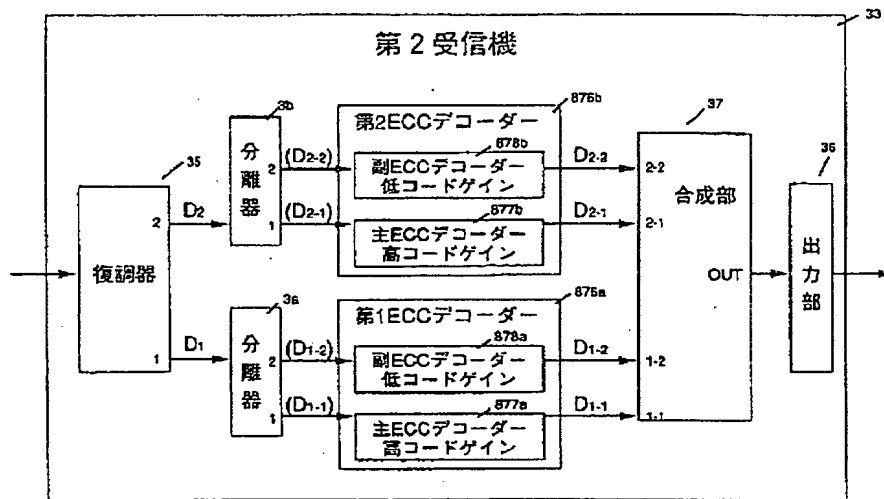 33
第2受信機
876b
37
3b
第2ECCデコーダー
36
35
分離器
2
(D2-2)
878b
副ECCデコーダー
低コードゲイン
D2-2
2-2
合成部
D2
2
1
(D2-1)
877b
主ECCデコーダー
高コードゲイン
D2-1
2-1
復調器
OUT
出力部
876a
3a
第1ECCデコーダー
D1
1
分離器
2
(D1-2)
878a
副ECCデコーダー
低コードゲイン
D1-2
1-2
1
(D1-1)
877a
主ECCデコーダー
高コードゲイン
D1-1
1-1